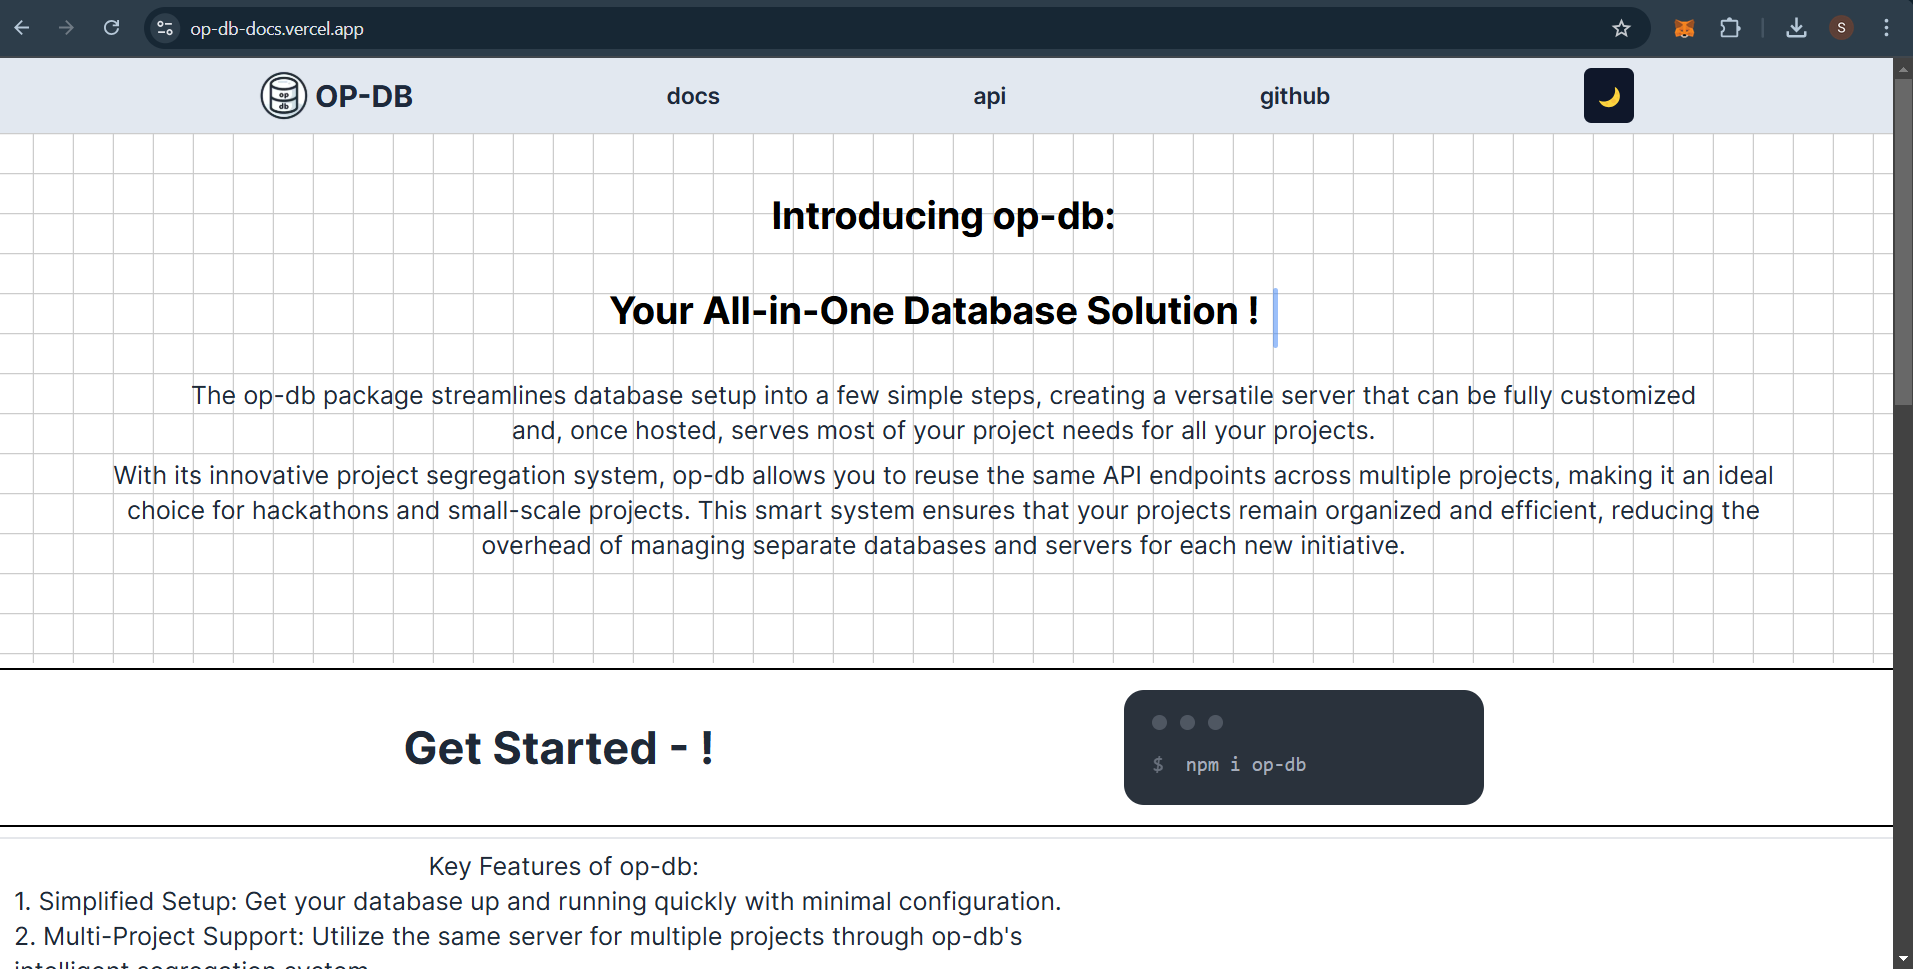 op-db-docs.vercel.app
S
op
db
OP-DB
docs
api
github
Introducing op-db:
Your All-in-One Database Solution !
The op-db package streamlines database setup into a few simple steps, creating a versatile server that can be fully customized
and, once hosted, serves most of your project needs for all your projects.
With its innovative project segregation system, op-db allows you to reuse the same API endpoints across multiple projects, making it an ideal
choice for hackathons and small-scale projects. This smart system ensures that your projects remain organized and efficient, reducing the
overhead of managing separate databases and servers for each new initiative.
Get Started - !
$ npm i op-db
Key Features of op-db:
1. Simplified Setup: Get your database up and running quickly with minimal configuration.
2. Multi-Project Support: Utilize the same server for multiple projects through op-db's
intelligent segregation system